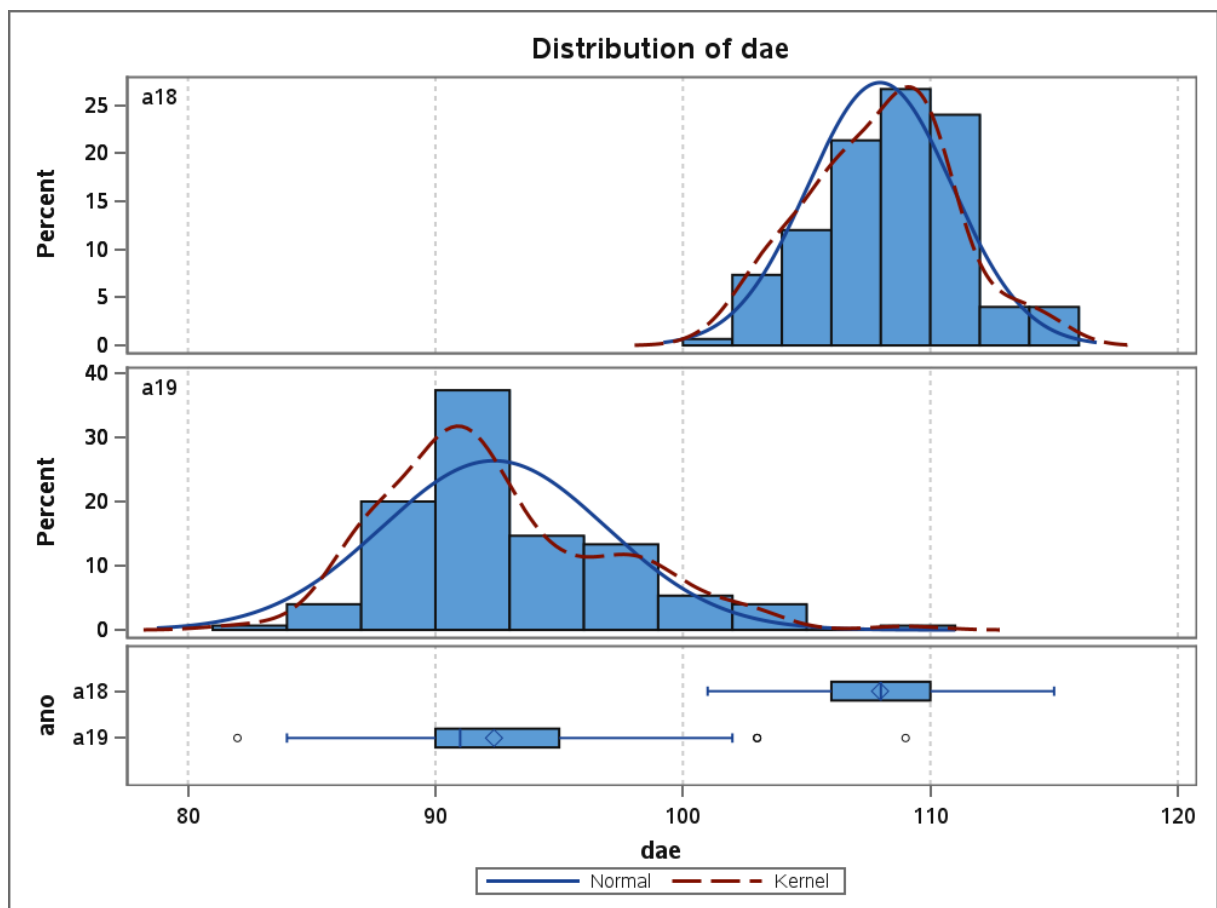 Distribution of dae
a18
Percent
25
20
15
10
5
0
a19
Percent
40
30
20
10
0
ano
a18
a19
80 90 100 110 120
dae
Normal Kernel